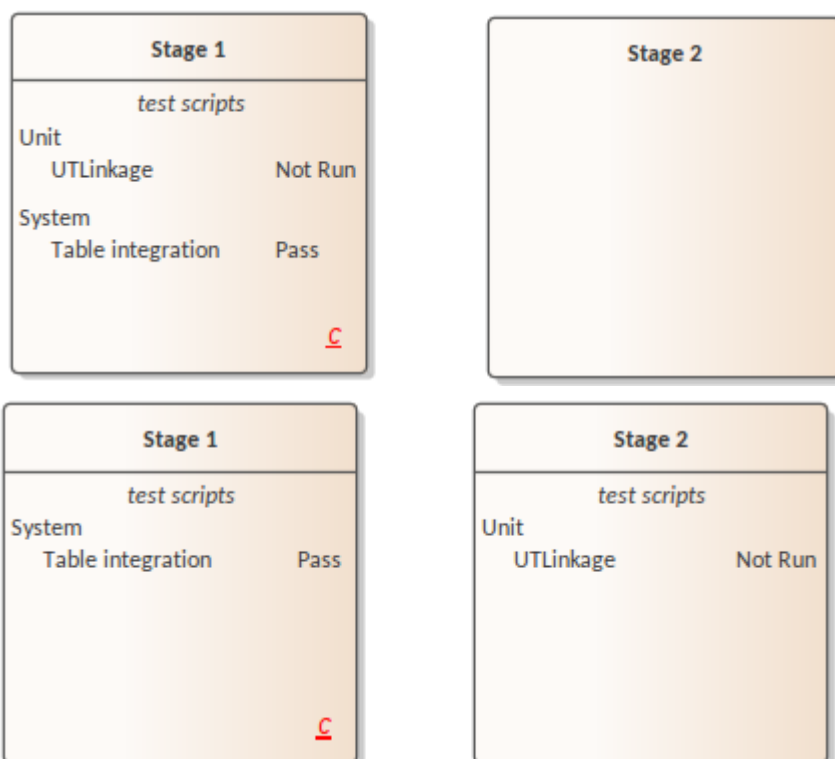 Stage 1
test scripts
Unit
UTLinkage Not Run
System
Table integration Pass
C
Stage 2
Stage 1
test scripts
System
Table integration Pass
C
Stage 2
test scripts
Unit
UTLinkage Not Run